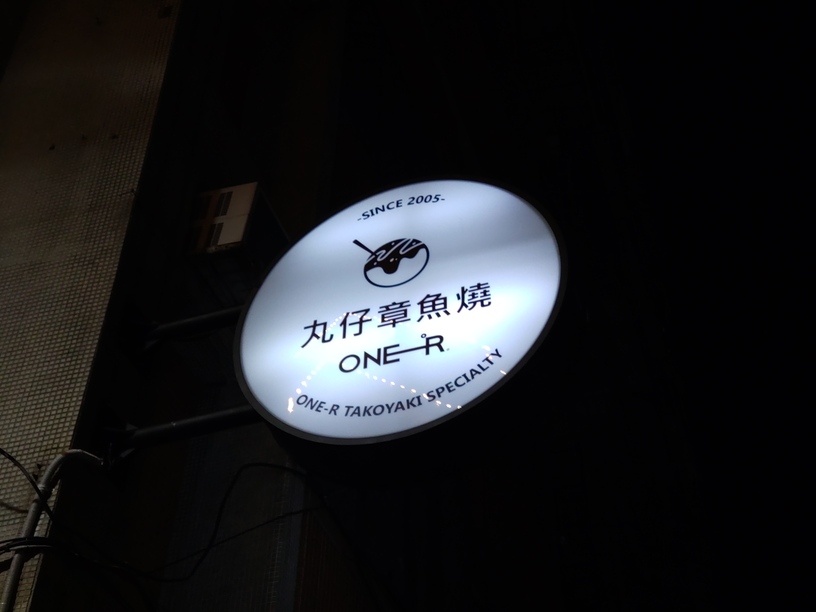 -SINCE 2005-
丸仔章魚燒
ONE-R
ONE-R TAKOYAKI SPECIALTY